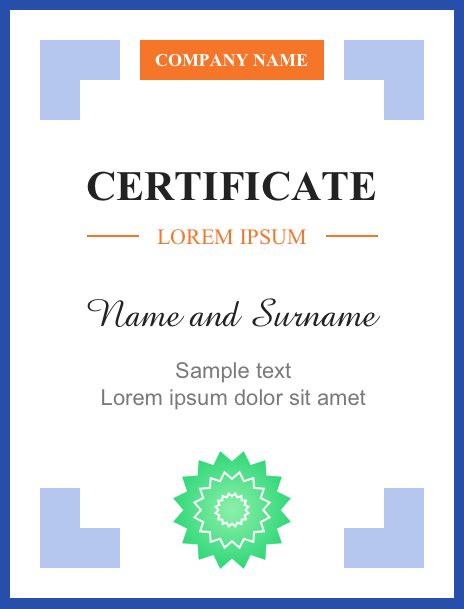 COMPANY NAME
CERTIFICATE
LOREM IPSUM
Name and Surname
Sample text
Lorem ipsum dolor sit amet